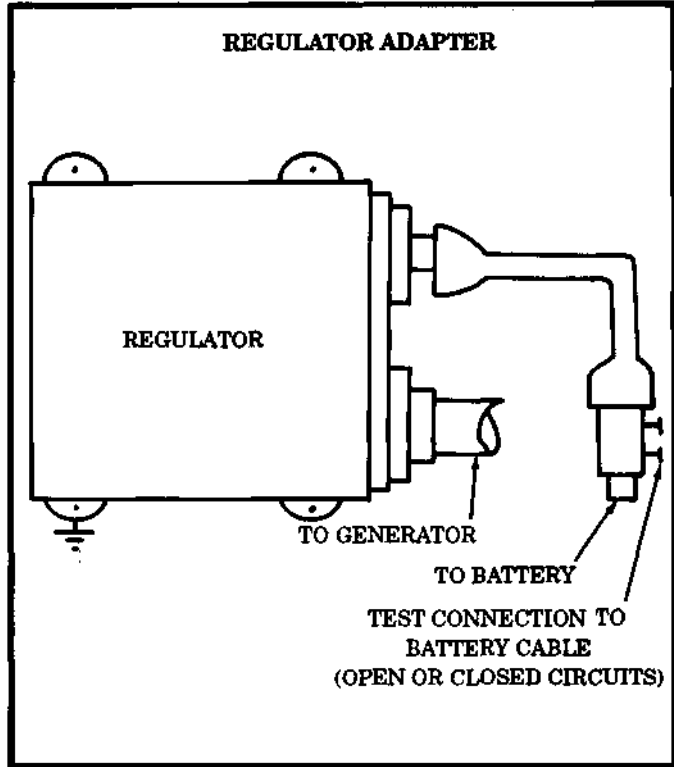 REGULATOR ADAPTER
REGULATOR
TO GENERATOR
TO BATTERY
TEST CONNECTION TO
BATTERY CABLE
(OPEN OR CLOSED CIRCUITS)